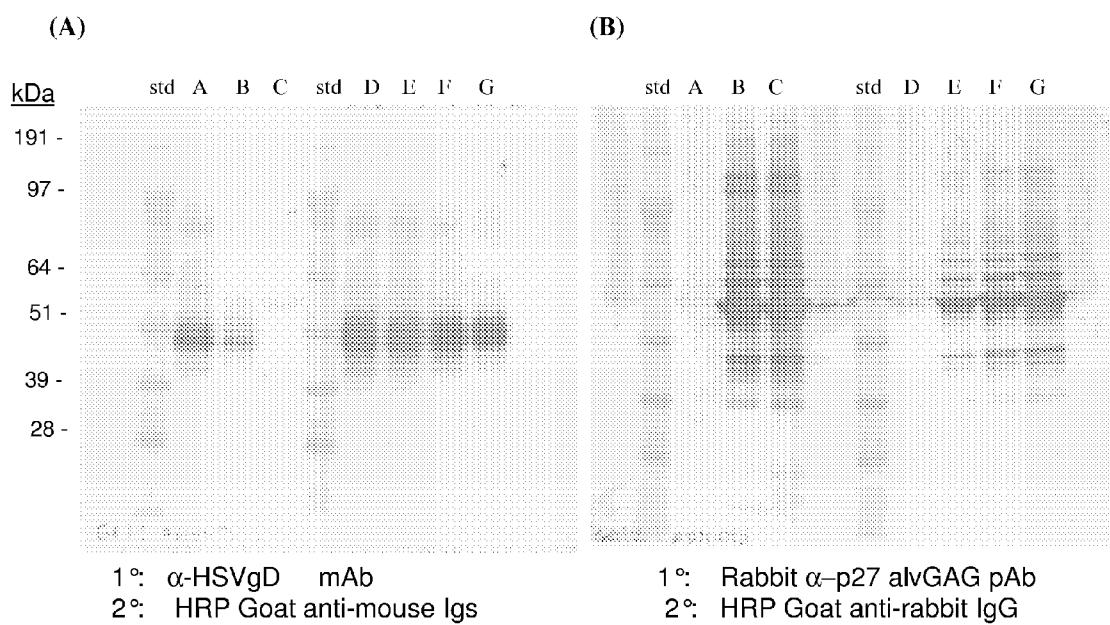 (A)
kDa
std A B C std D E F G
191 -
97 -
64 -
51 -
39 -
28 -
1°: α-HSVgD mAb
2°: HRP Goat anti-mouse Igs
(B)
std A B C std D E F G
1°: Rabbit α–p27 alvGAG pAb
2°: HRP Goat anti-rabbit IgG